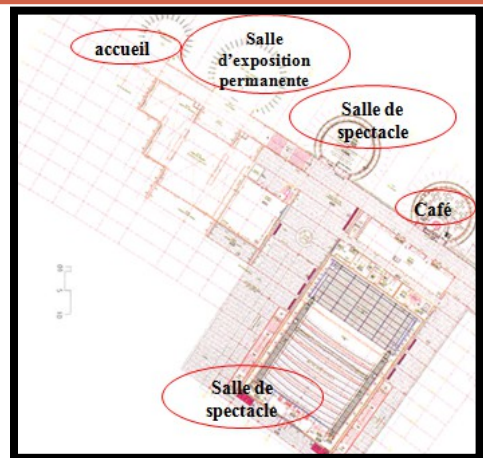 accueil
Salle
d'exposition
permanente
Salle de
spectacle
Café
Salle de
spectacle